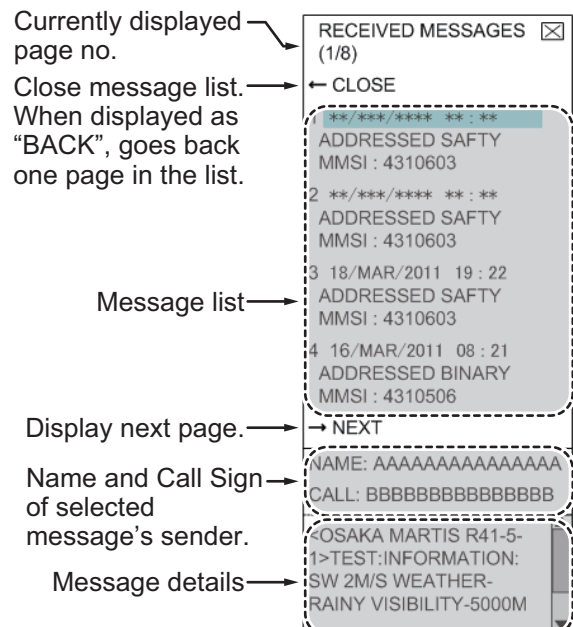 Currently displayed
page no.
Close message list.
When displayed as
“BACK”, goes back
one page in the list.
Message list
Display next page.
Name and Call Sign
of selected
message’s sender.
Message details
RECEIVED MESSAGES
(1/8)
← CLOSE
1 **/***/**** **:**
ADDRESSED SAFTY
MMSI : 4310603
2 **/***/**** **:**
ADDRESSED SAFTY
MMSI : 4310603
3 18/MAR/2011 19:22
ADDRESSED SAFTY
MMSI : 4310603
4 16/MAR/2011 08:21
ADDRESSED BINARY
MMSI : 4310506
→ NEXT
NAME: AAAAAAAAAAAAAAA
CALL: BBBBBBBBBBBBBBB
<OSAKA MARTIS R41-5-
1>TEST:INFORMATION:
SW 2M/S WEATHER-
RAINY VISIBILITY-5000M